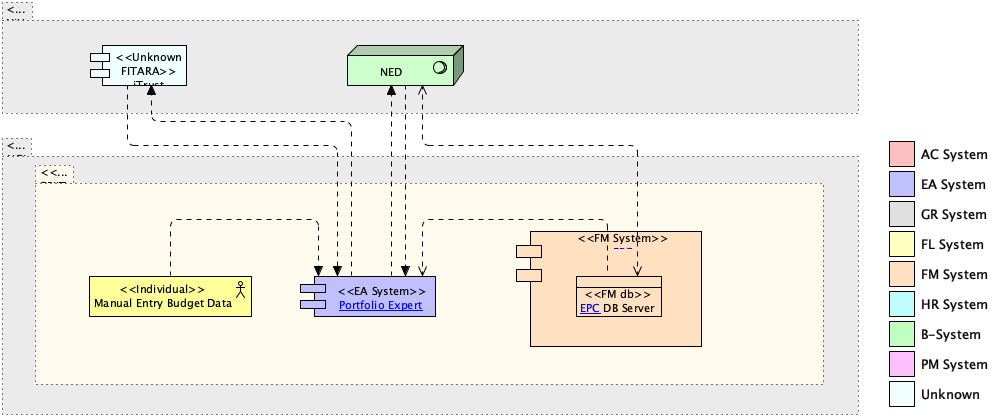 <...
<<Unknown
FITARA>>
iTrust
NED
<...
<<...
<<FM System>>
<<Individual>>
Manual Entry Budget Data
<<EA System>>
Portfolio Expert
<<FM db>>
EPC DB Server
AC System
EA System
GR System
FL System
FM System
HR System
B-System
PM System
Unknown